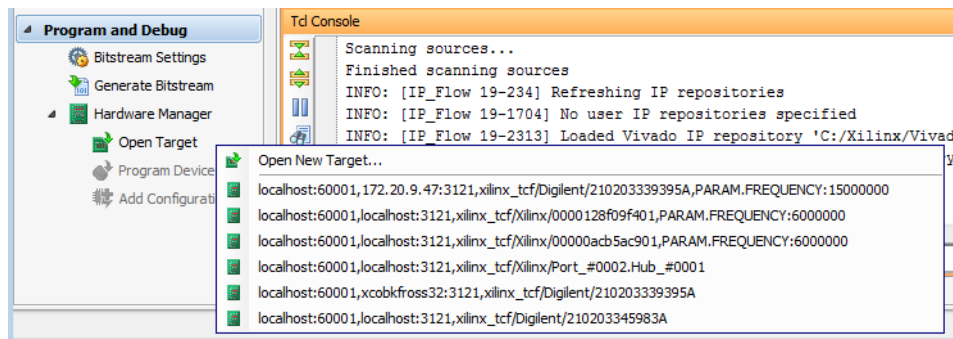 Program and Debug
Bitstream Settings
Generate Bitstream
Hardware Manager
Open Target
Program Device
Add Configurati
Tcl Console
Scanning sources...
Finished scanning sources
INFO: [IP_Flow 19-234] Refreshing IP repositories
INFO: [IP_Flow 19-1704] No user IP repositories specified
INFO: [IP_Flow 19-2313] Loaded Vivado IP repository 'C:/Xilinx/Vivad
Open New Target...
localhost:60001,172.20.9.47:3121,xilinx_tcf/Digilent/210203339395A,PARAM.FREQUENCY:15000000
localhost:60001,localhost:3121,xilinx_tcf/Xilinx/0000128f09f401,PARAM.FREQUENCY:6000000
localhost:60001,localhost:3121,xilinx_tcf/Xilinx/00000acb5ac901,PARAM.FREQUENCY:6000000
localhost:60001,localhost:3121,xilinx_tcf/Xilinx/Port_#0002.Hub_#0001
localhost:60001,xcobkfross32:3121,xilinx_tcf/Digilent/210203339395A
localhost:60001,localhost:3121,xilinx_tcf/Digilent/210203345983A